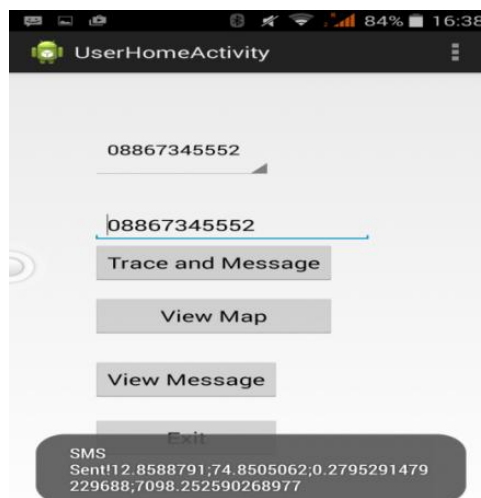 84% 16:38
UserHomeActivity
08867345552
08867345552
Trace and Message
View Map
View Message
Exit
SMS
Sent!12.8588791;74.8505062;0.2795291479
229688;7098.252590268977